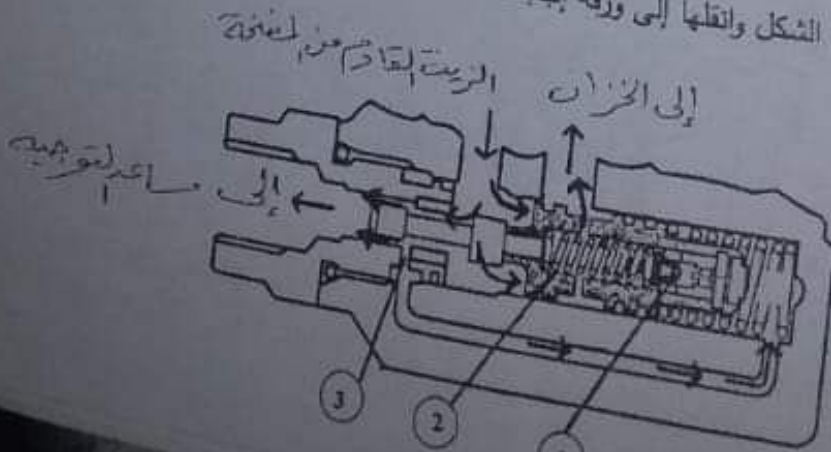 الشكل وانقلها إلى ورقة
الزيت القادم من المضخة
إلى الخزان
إلى مساعد التوجيه
3
2